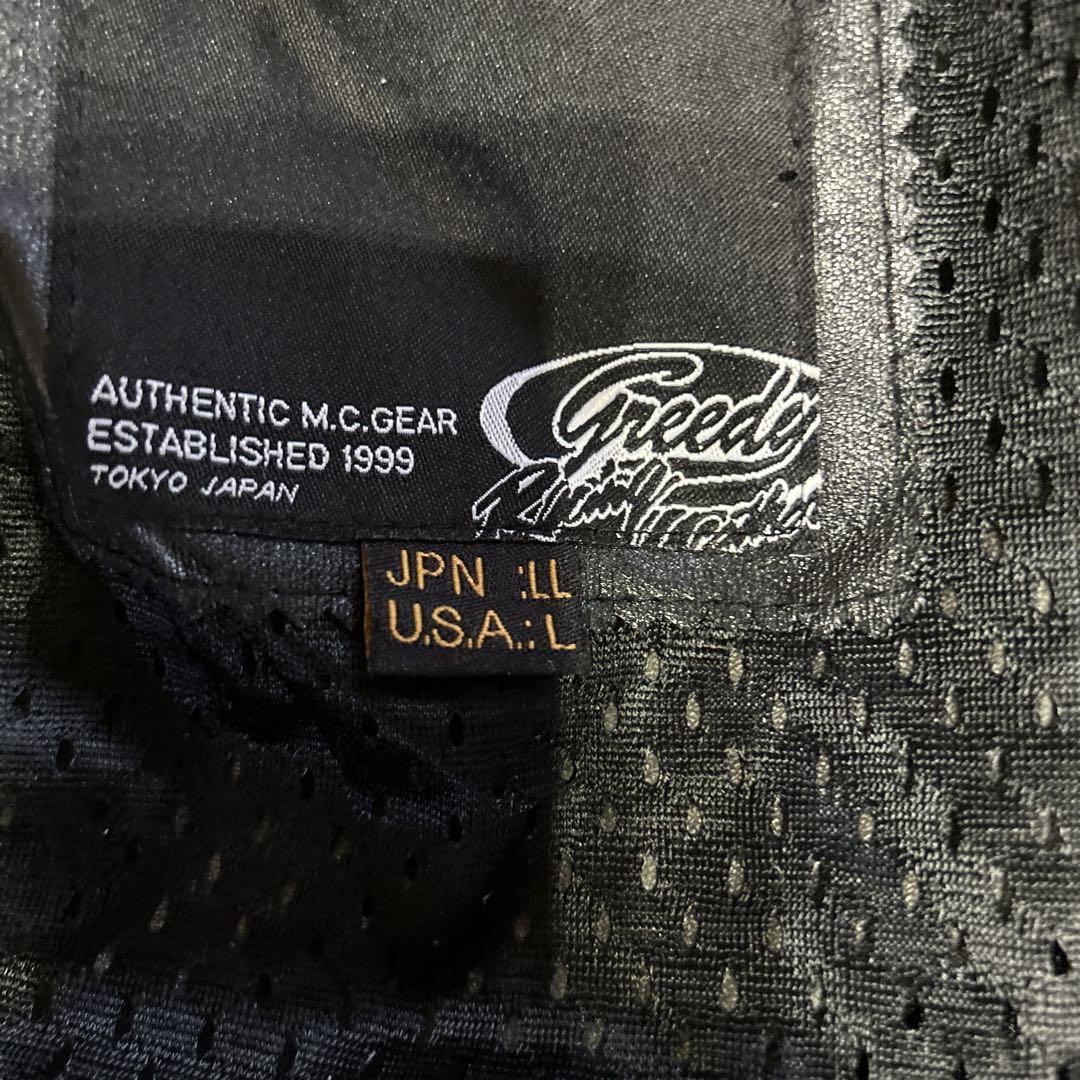 AUTHENTIC M.C.GEAR
ESTABLISHED 1999
TOKYO JAPAN
Greedy
JPN :LL
U.S.A.: L